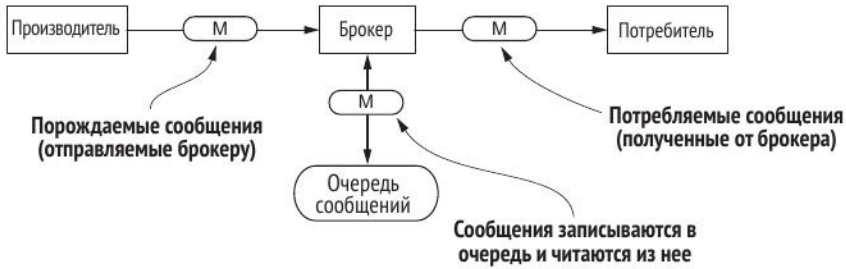 Производитель
М
Брокер
М
Потребитель
М
Порождаемые сообщения
(отправляемые брокеру)
Потребляемые сообщения
(полученные от брокера)
Очередь
сообщений
Сообщения записываются в
очередь и читаются из нее